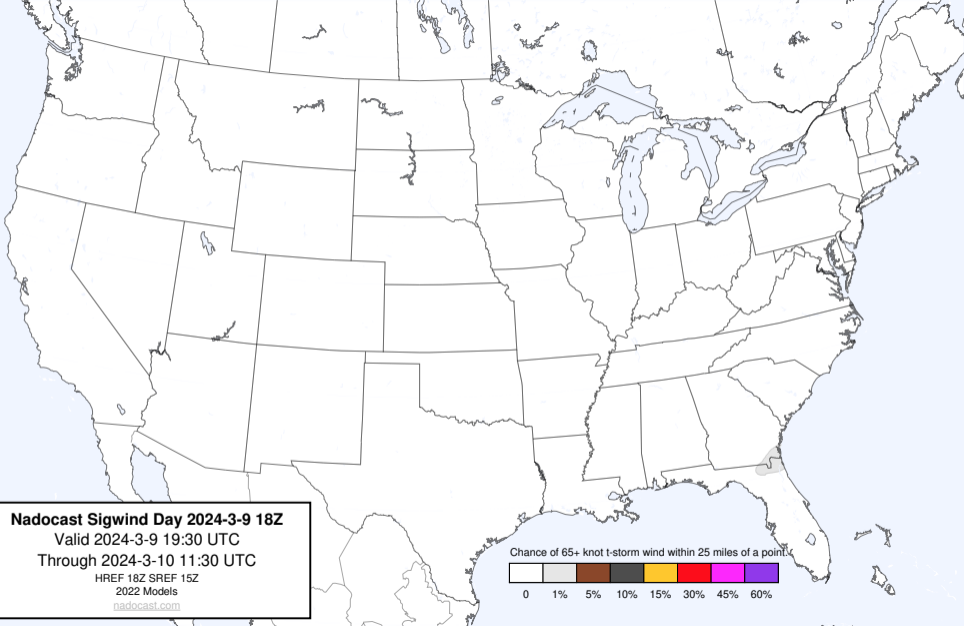 Nadocast Sigwind Day 2024-3-9 18Z
Valid 2024-3-9 19:30 UTC
Through 2024-3-10 11:30 UTC
HREF 18Z SREF 15Z
2022 Models
nadocast.com
Chance of 65+ knot t-storm wind within 25 miles of a point.
0 1% 5% 10% 15% 30% 45% 60%